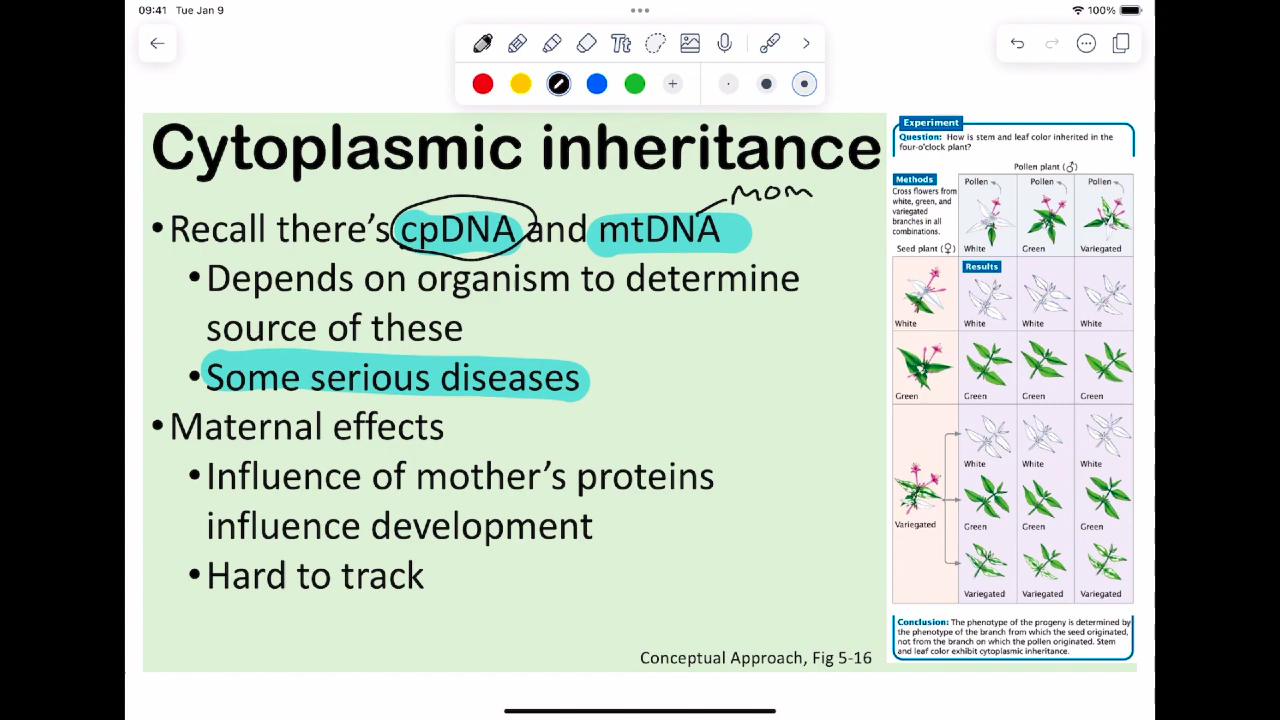 09:41 Tue Jan 9
100%
Tt
Cytoplasmic inheritance
mom
• Recall there's cpDNA and mtDNA
• Depends on organism to determine
source of these
• Some serious diseases
• Maternal effects
• Influence of mother's proteins
influence development
• Hard to track
Conceptual Approach, Fig 5-16
Experiment
Question: How is stem and leaf color inherited in the
four-o'clock plant?
Pollen plant (♂)
Methods
Cross flowers from
white, green, and
variegated
branches in all
combinations.
Pollen Pollen Pollen
White Green Variegated
Seed plant (♀)
Results
White White White White
Green Green Green Green
White White White
Variegated Green Green Green
Variegated Variegated Variegated
Conclusion: The phenotype of the progeny is determined by
the phenotype of the branch from which the seed originated,
not from the branch on which the pollen originated. Stem
and leaf color exhibit cytoplasmic inheritance.